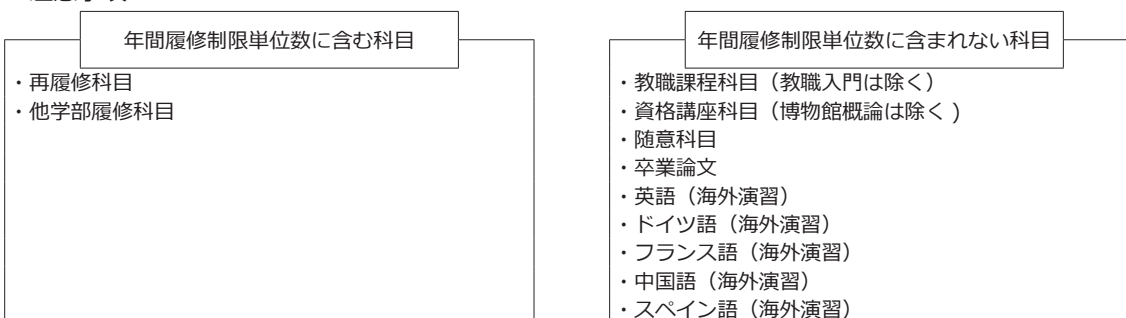 年間履修制限単位数に含む科目
・再履修科目
・他学部履修科目
年間履修制限単位数に含まれない科目
・教職課程科目（教職入門は除く）
・資格講座科目（博物館概論は除く )
・随意科目
・卒業論文
・英語（海外演習）
・ドイツ語（海外演習）
・フランス語（海外演習）
・中国語（海外演習）
・スペイン語（海外演習）